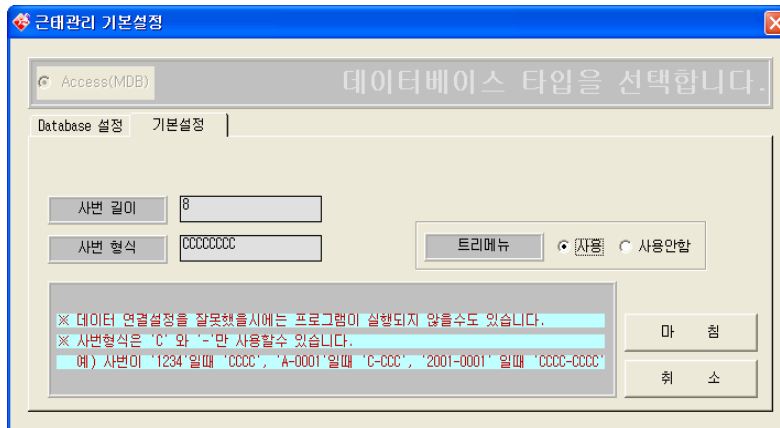 근태관리 기본설정
Access(MDB)
데이터베이스 타입을 선택합니다.
Database 설정
기본설정
사번 길이
8
사번 형식
CCCCCCCC
트리메뉴
사용
사용안함
※ 데이터 연결설정을 잘못했을시에는 프로그램이 실행되지 않을수도 있습니다.
※ 사번형식은 'C' 와 '-'만 사용할수 있습니다.
예) 사번이 '1234'일때 'CCCC', 'A-0001'일때 'C-CCC', '2001-0001' 일때 'CCCC-CCCC'
마 침
취 소